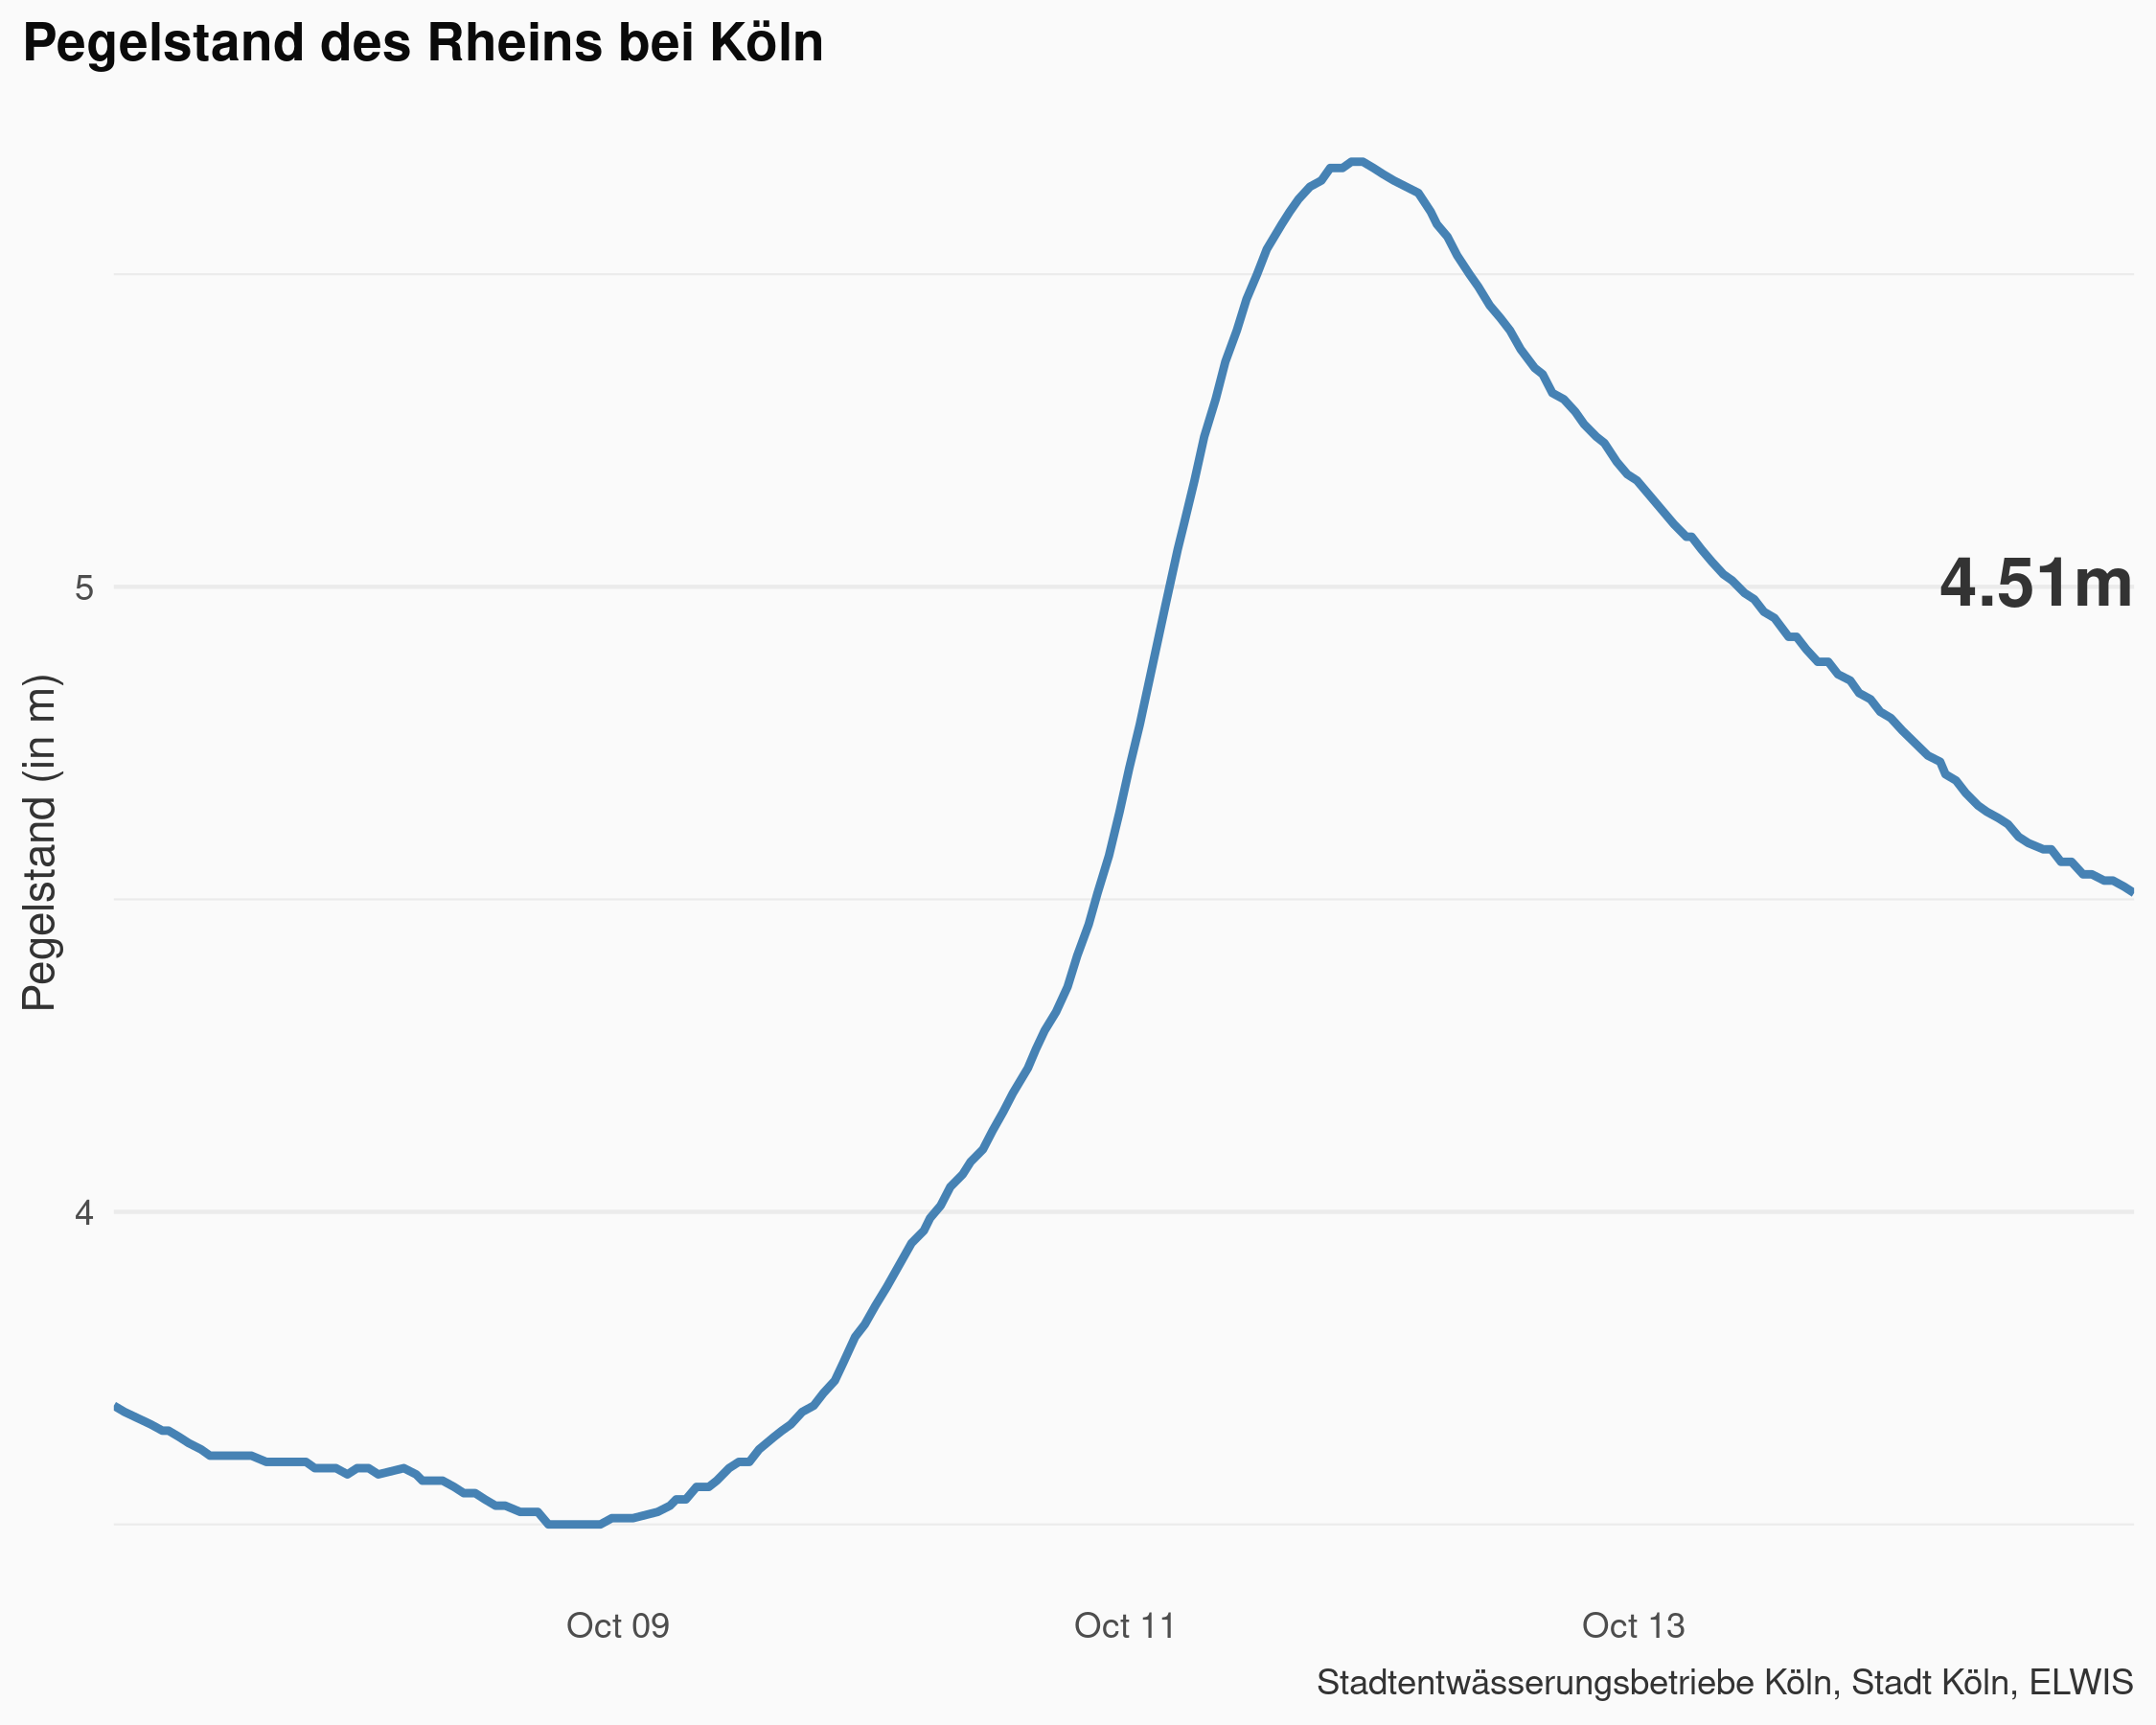 Pegelstand des Rheins bei Köln
Pegelstand (in m)
5
4
4.51m
Oct 09
Oct 11
Oct 13
Stadtentwässerungsbetriebe Köln, Stadt Köln, ELWIS